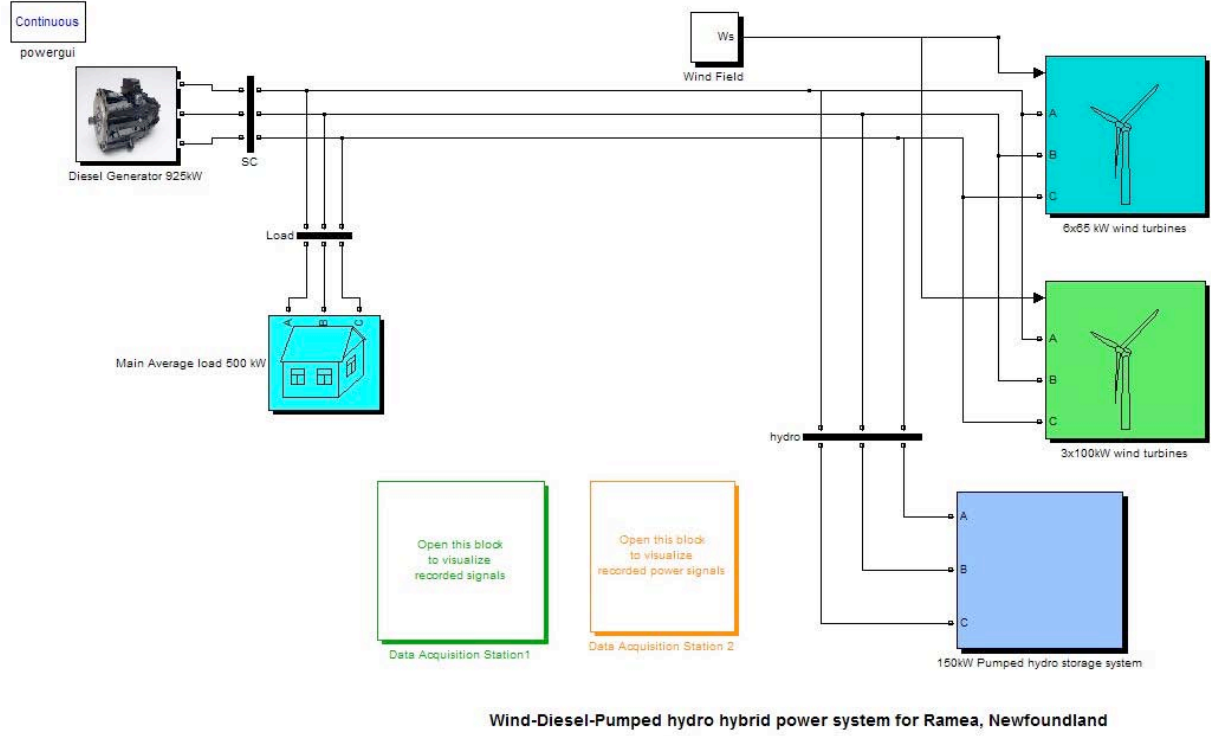 Continuous
powergui
Diesel Generator 925kW
SC
Ws
Wind Field
A
B
C
6x65 kW wind turbines
Load
A
B
C
Main Average load 500 kW
A
B
C
3x100kW wind turbines
hydro
A
B
C
150kW Pumped hydro storage system
Open this block
to visualize
recorded signals
Data Acquisition Station1
Open this block
to visualize
recorded power signals
Data Acquisition Station 2
Wind-Diesel-Pumped hydro hybrid power system for Ramea, Newfoundland